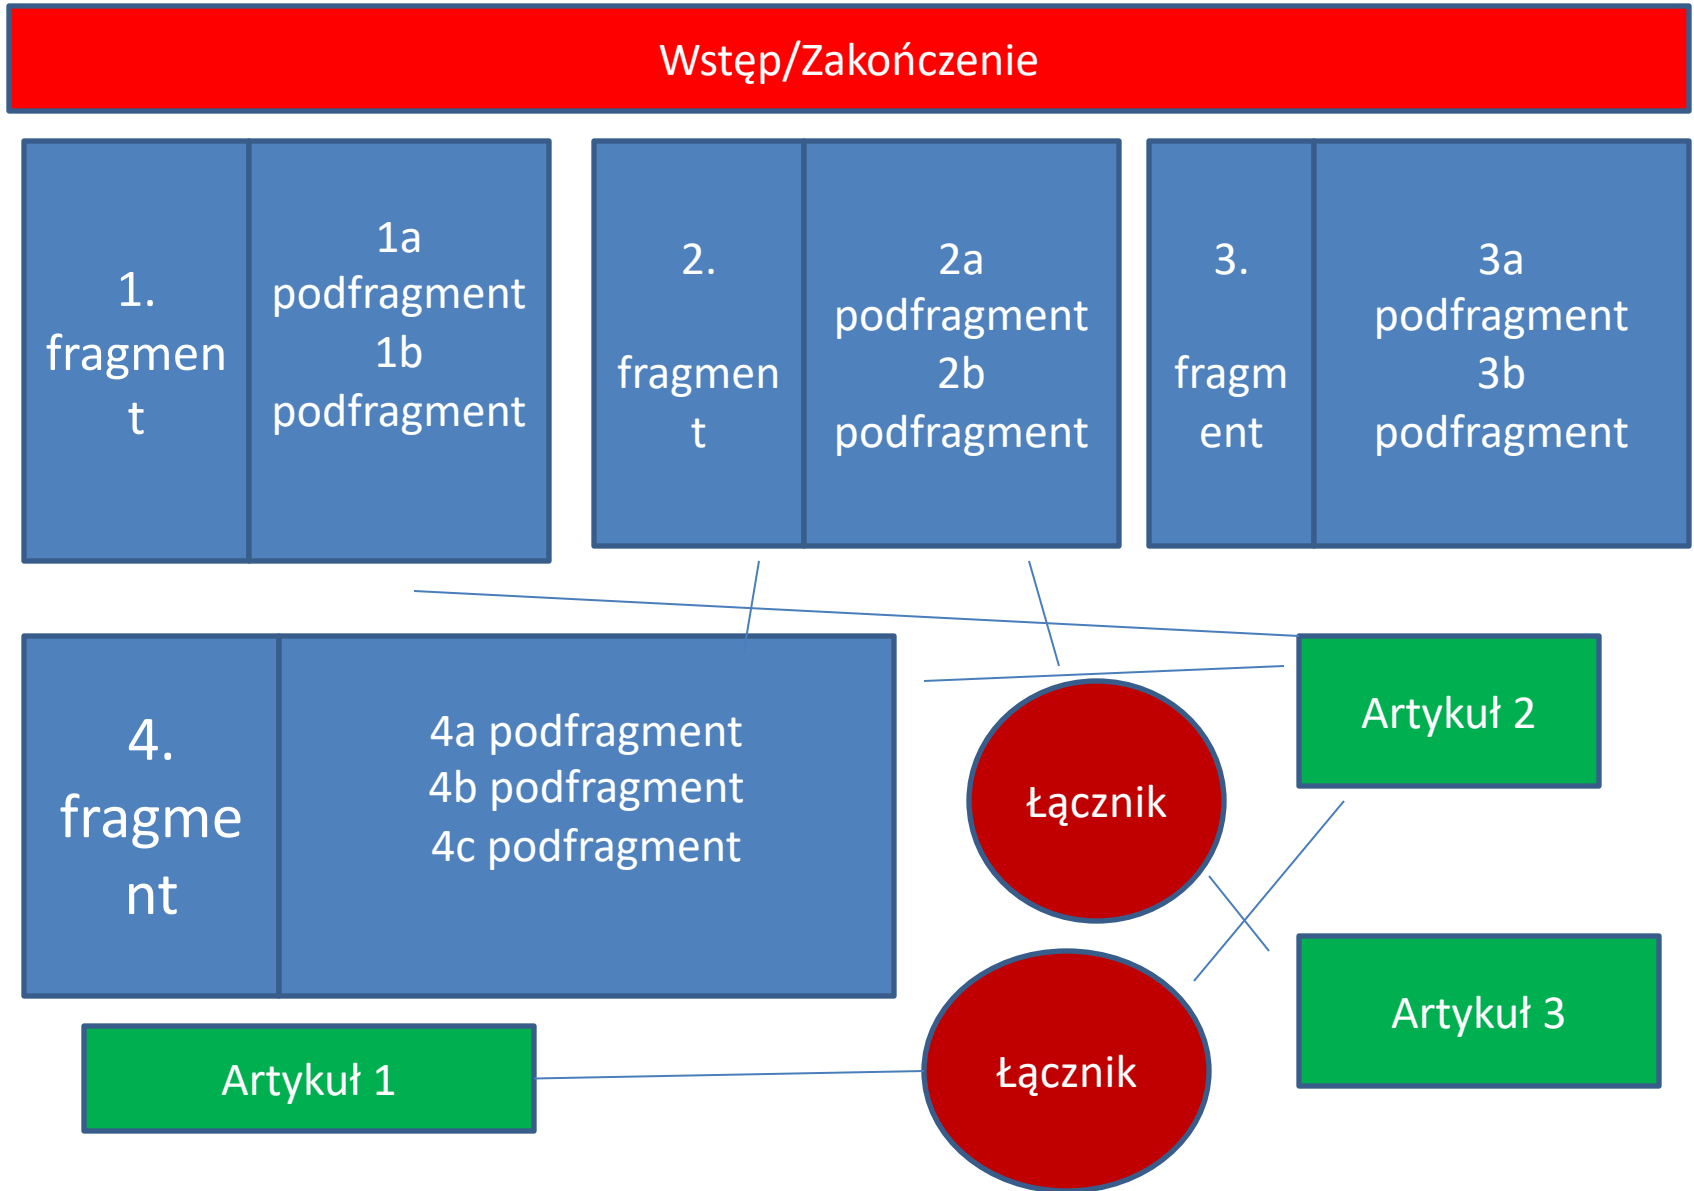 Wstęp/Zakończenie
1.
fragmen
t
1a
podfragment
1b
podfragment
2.
fragmen
t
2a
podfragment
2b
podfragment
3.
fragm
ent
3a
podfragment
3b
podfragment
4.
fragme
nt
4a podfragment
4b podfragment
4c podfragment
Łącznik
Artykuł 2
Artykuł 3
Artykuł 1
Łącznik